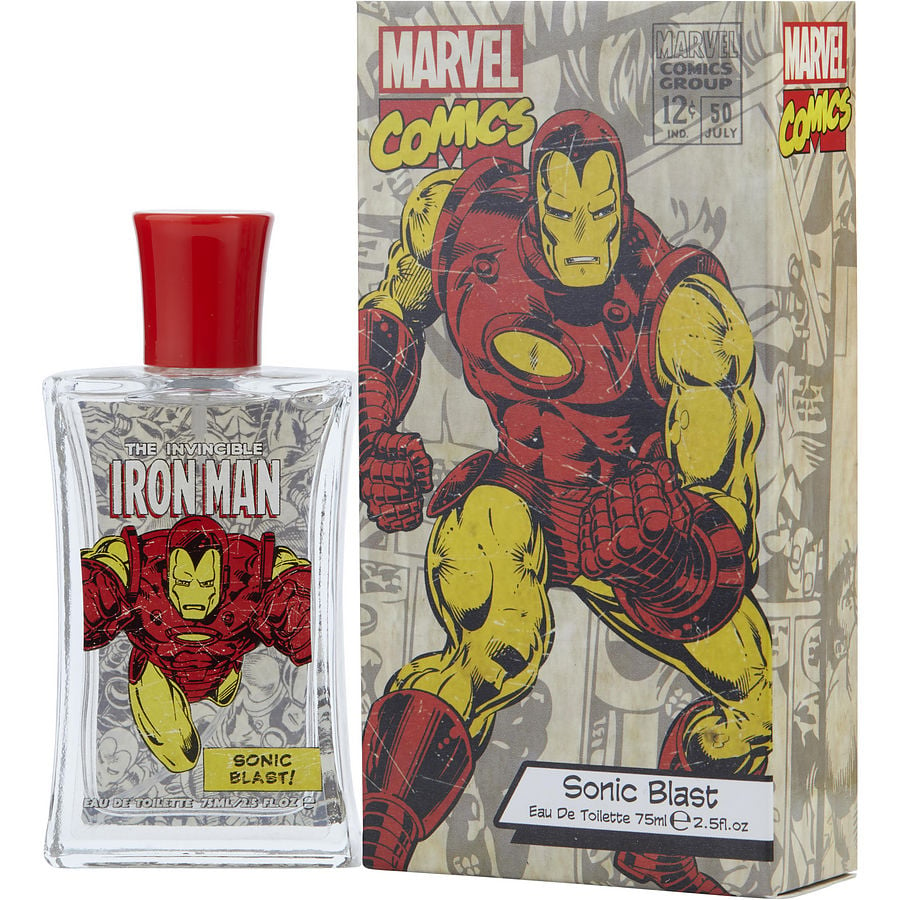 MARVEL
COMICS
MARVEL
COMICS
GROUP
12¢
IND.
50
JULY
MARVEL
COMICS
THE INVINCIBLE
IRON MAN
SONIC
BLAST!
EAU DE TOILETTE 75ML/2.5 FL.OZ ℮
Sonic Blast
Eau De Toilette 75ml ℮ 2.5fl.oz